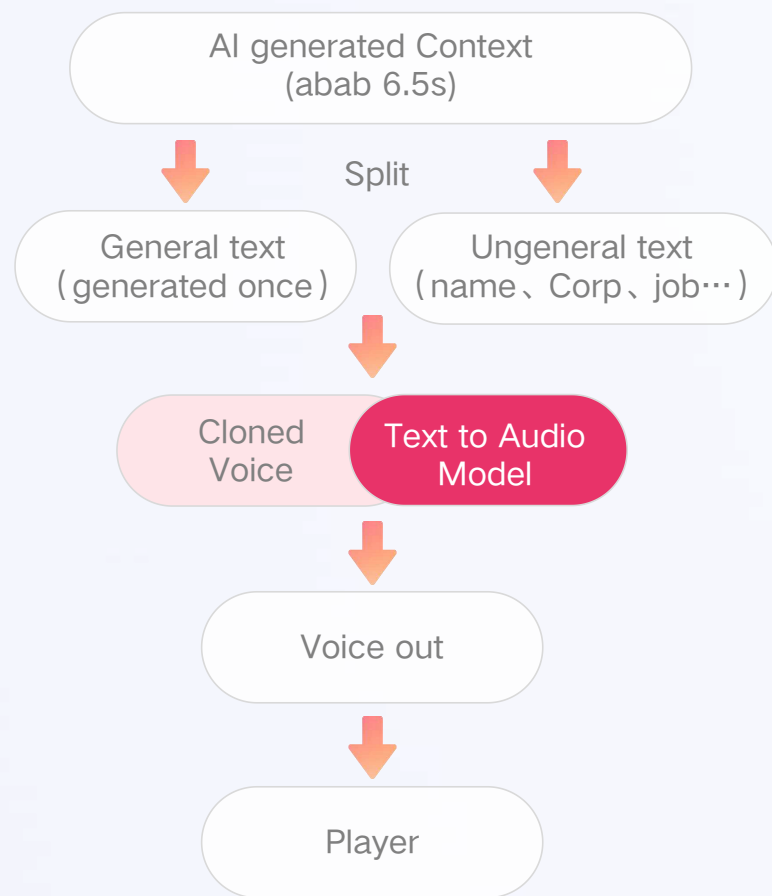 AI generated Context
(abab 6.5s)
Split
General text
（generated once）
Ungeneral text
（name、Corp、job…）
Cloned
Voice
Text to Audio
Model
Voice out
Player